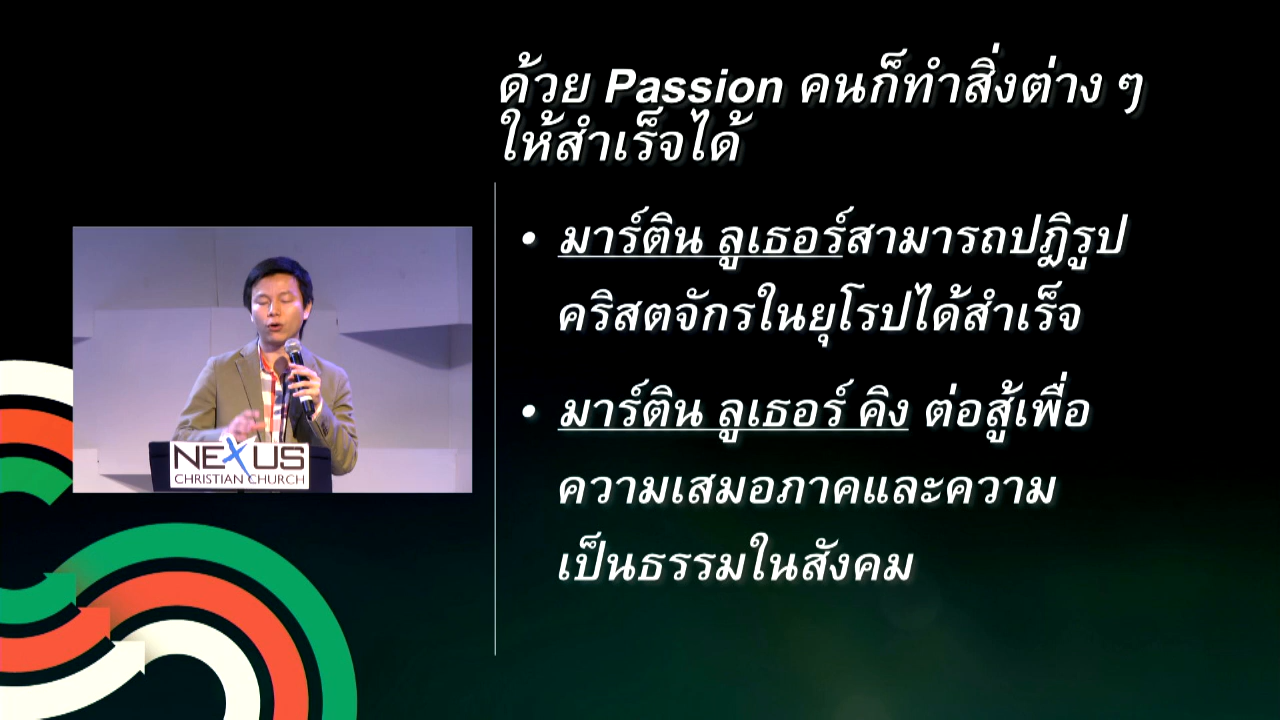 ด้วย Passion คนก็ทำสิ่งต่าง ๆ
ให้สำเร็จได้
• มาร์ติน ลูเธอร์สามารถปฎิรูป
คริสตจักรในยุโรปได้สำเร็จ
• มาร์ติน ลูเธอร์ คิง ต่อสู้เพื่อ
ความเสมอภาคและความ
เป็นธรรมในสังคม
NEXUS
CHRISTIAN CHURCH